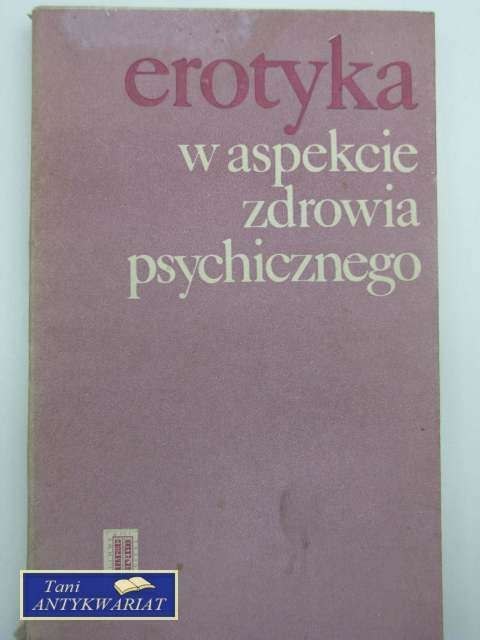 erotyka
w aspekcie
zdrowia
psychicznego
Tani
ANTYKWARIAT